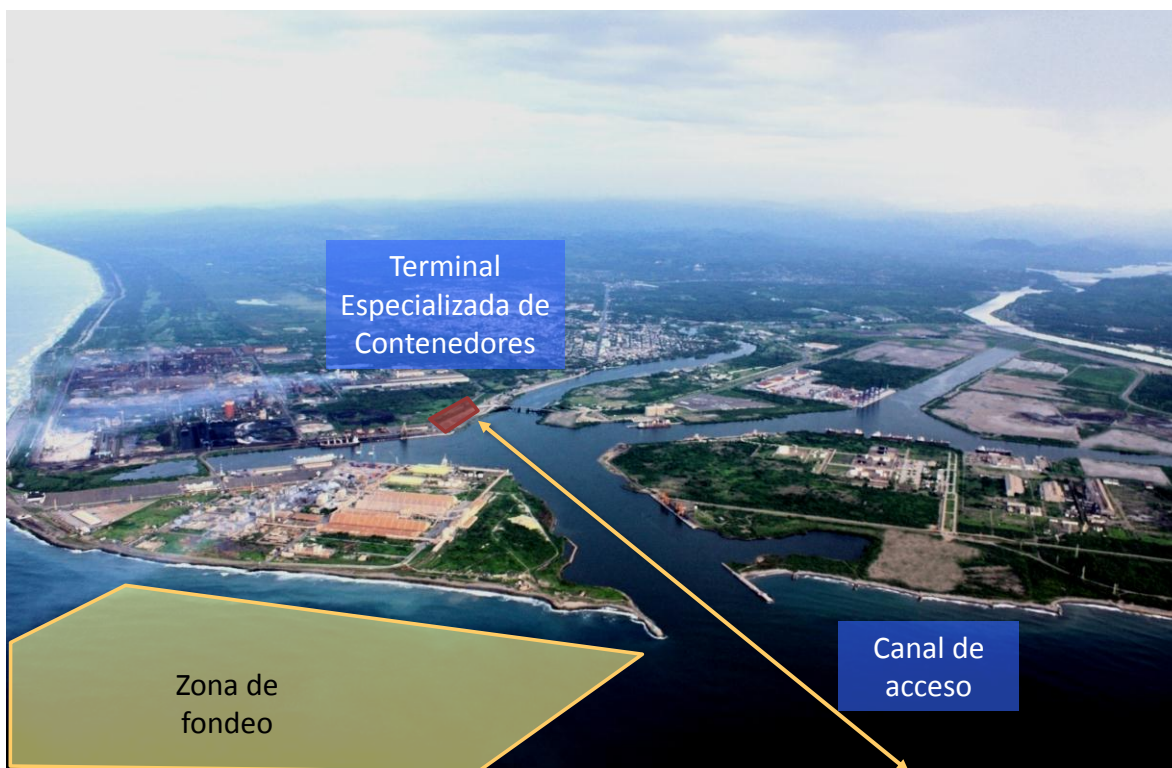 Terminal
Especializada de
Contenedores
Canal de
acceso
Zona de
fondeo